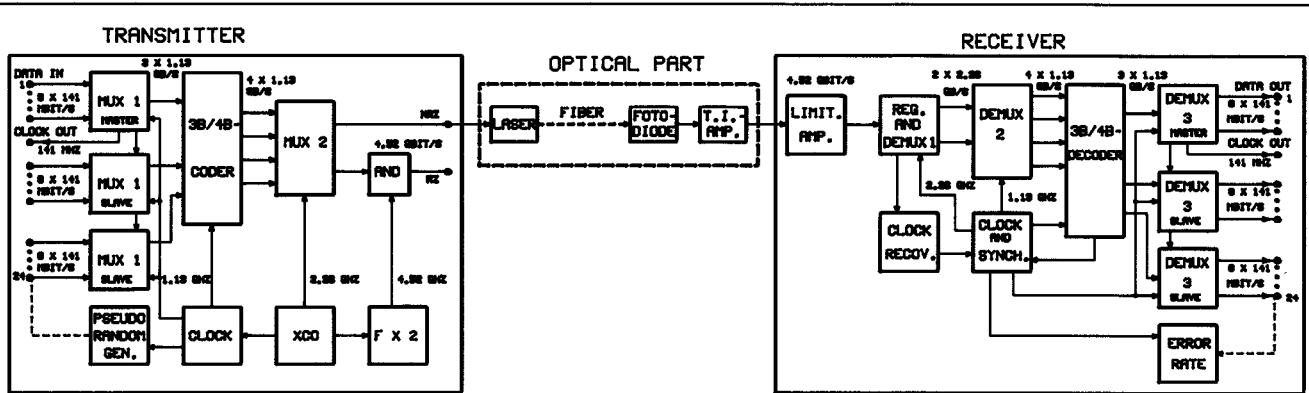 TRANSMITTER
DATA IN
1
8 X 141
MBIT/S
CLOCK OUT
141 MHZ
MUX 1
MASTER
3 X 1.13
GB/S
8 X 141
MBIT/S
MUX 1
SLAVE
8 X 141
MBIT/S
24
MUX 1
SLAVE
3B/4B-
CODER
4 X 1.13
GB/S
MUX 2
NRZ
4.52 GBIT/S
AND
RZ
1.13 GHZ
2.26 GHZ
4.52 GHZ
PSEUDO
RANDOM
GEN.
CLOCK
XCO
F X 2
OPTICAL PART
LASER
FIBER
FOTO-
DIODE
T.I.-
AMP.
RECEIVER
4.52 GBIT/S
LIMIT.
AMP.
REG.
AND
DEMUX1
2 X 2.26
GB/S
DEMUX
2
4 X 1.13
GB/S
3B/4B-
DECODER
3 X 1.13
GB/S
DEMUX
3
MASTER
DATA OUT
1
8 X 141
MBIT/S
CLOCK OUT
141 MHZ
2.26 GHZ
1.13 GHZ
CLOCK
RECOV.
CLOCK
AND
SYNCH.
DEMUX
3
SLAVE
8 X 141
MBIT/S
DEMUX
3
SLAVE
8 X 141
MBIT/S
24
ERROR
RATE